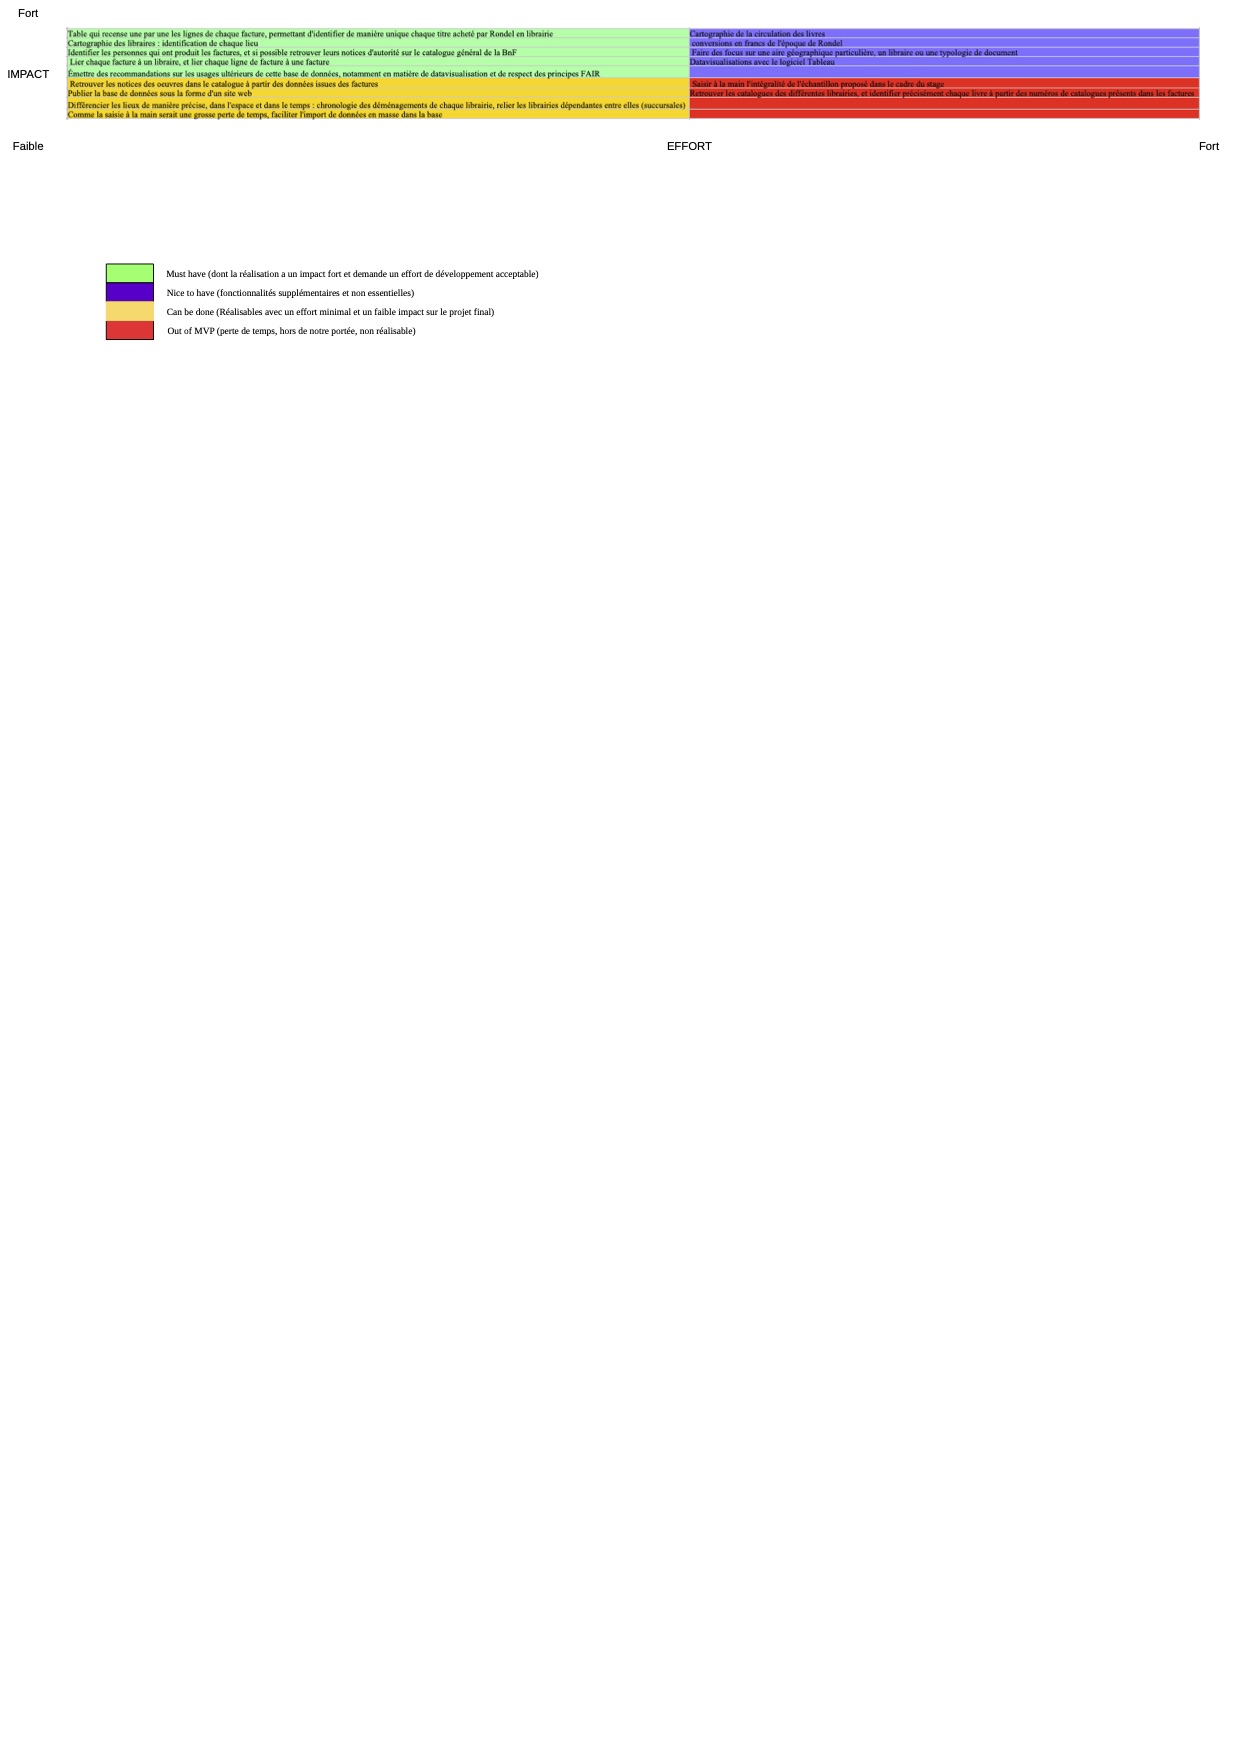 Fort
Table qui recense une par une les lignes de chaque facture, permettant d'identifier de manière unique chaque titre acheté par Rondel en librairie
Cartographie de la circulation des livres
Cartographie des libraires : identification de chaque lieu
conversions en francs de l'époque de Rondel
Identifier les personnes qui ont produit les factures, et si possible retrouver leurs notices d'autorité sur le catalogue général de la BnF
Faire des focus sur une aire géographique particulière, un libraire ou une typologie de document
Lier chaque facture à un libraire, et lier chaque ligne de facture à une facture
Datavisualisations avec le logiciel Tableau
IMPACT
Émettre des recommandations sur les usages ultérieurs de cette base de données, notamment en matière de datavisualisation et de respect des principes FAIR
Retrouver les notices des oeuvres dans le catalogue à partir des données issues des factures
Saisir à la main l'intégralité de l'échantillon proposé dans le cadre du stage
Publier la base de données sous la forme d'un site web
Retrouver les catalogues des différentes librairies, et identifier précisément chaque livre à partir des numéros de catalogues présents dans les factures
Différencier les lieux de manière précise, dans l'espace et dans le temps : chronologie des déménagements de chaque librairie, relier les librairies dépendantes entre elles (succursales)
Comme la saisie à la main serait une grosse perte de temps, faciliter l'import de données en masse dans la base
Faible
EFFORT
Fort
Must have (dont la réalisation a un impact fort et demande un effort de développement acceptable)
Nice to have (fonctionnalités supplémentaires et non essentielles)
Can be done (Réalisables avec un effort minimal et un faible impact sur le projet final)
Out of MVP (perte de temps, hors de notre portée, non réalisable)